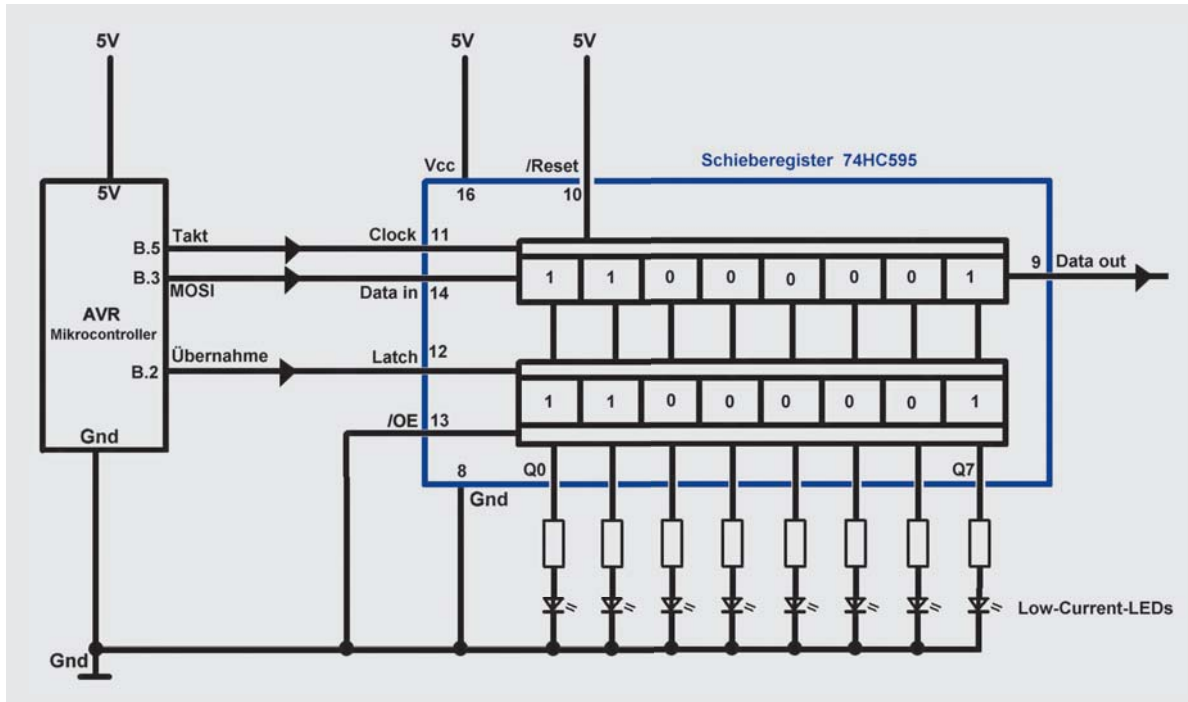 5V
5V
5V
Schieberegister 74HC595
Vcc
/Reset
16
10
5V
B.5
Takt
Clock
11
B.3
MOSI
Data in
14
1 1 0 0 0 0 0 1
9
Data out
AVR
Mikrocontroller
Übernahme
B.2
Latch
12
1 1 0 0 0 0 0 1
/OE
13
Gnd
8
Gnd
Q0
Q7
Low-Current-LEDs
Gnd